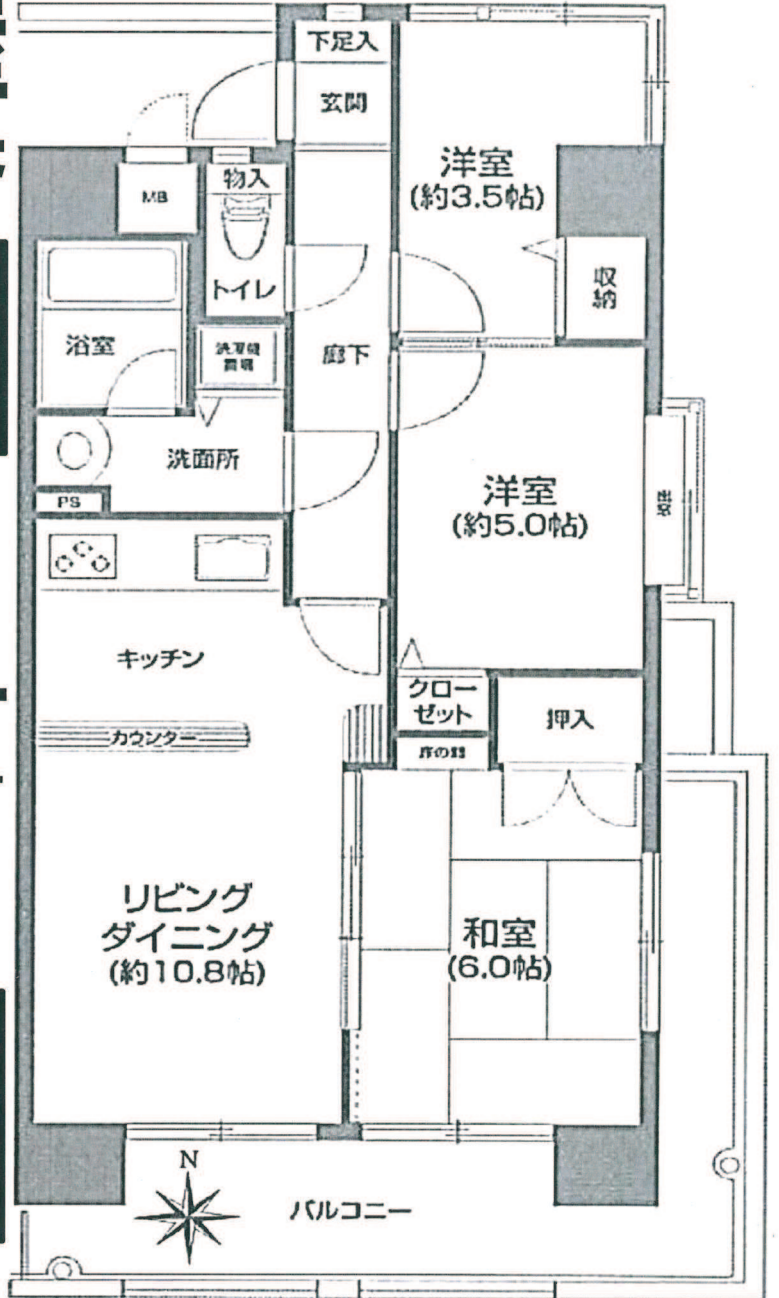 下足入
玄関
洋室
(約3.5帖)
MB
物入
トイレ
収納
浴室
洗濯機
置場
廊下
洗面所
洋室
(約5.0帖)
PS
キッチン
カウンター
クロー
ゼット
押入
床の間
リビング
ダイニング
(約10.8帖)
和室
(6.0帖)
N
バルコニー